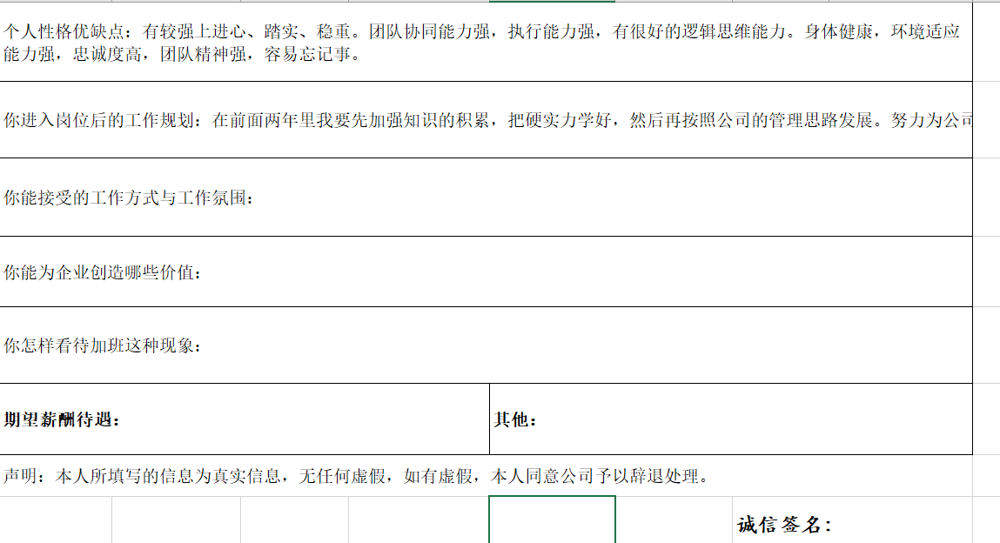 个人性格优缺点：有较强上进心、踏实、稳重。团队协同能力强，执行能力强，有很好的逻辑思维能力。身体健康，环境适应
能力强，忠诚度高，团队精神强，容易忘记事。
你进入岗位后的工作规划：在前面两年里我要先加强知识的积累，把硬实力学好，然后再按照公司的管理思路发展。努力为公司
你能接受的工作方式与工作氛围：
你能为企业创造哪些价值：
你怎样看待加班这种现象：
期望薪酬待遇：
其他：
声明：本人所填写的信息为真实信息，无任何虚假，如有虚假，本人同意公司予以辞退处理。
诚信签名：